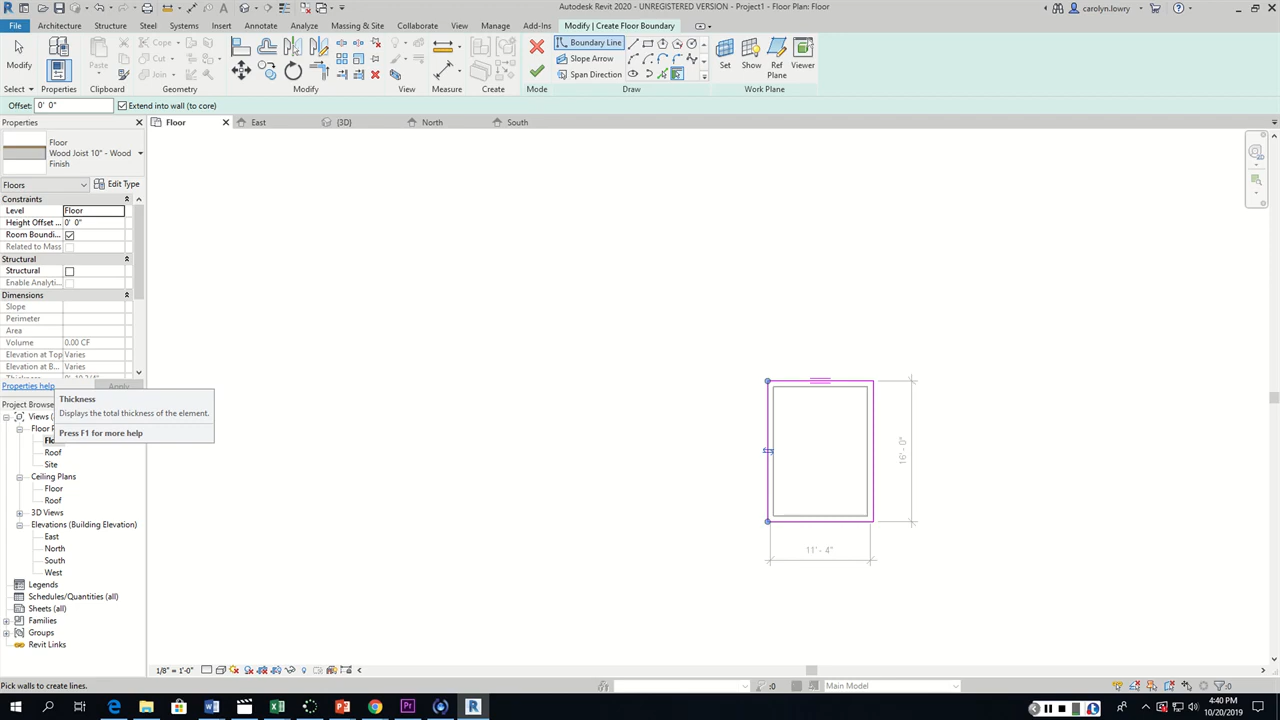 Autodesk Revit 2020 - UNREGISTERED VERSION - Project1 - Floor Plan: Floor
carolyn.lowry
File Architecture Structure Steel Systems Insert Annotate Analyze Massing & Site Collaborate View Manage Add-Ins Modify | Create Floor Boundary
Modify
Paste
Cope
Cut
Join
Boundary Line
Slope Arrow
Span Direction
Set Show Ref Plane Viewer
Select Properties Clipboard Geometry Modify View Measure Create Mode Draw Work Plane
Offset: 0' 0" Extend into wall (to core)
Properties
Floor East {3D} North South
Floor
Wood Joist 10" - Wood
Finish
Floors Edit Type
Constraints
Level Floor
Height Offset ... 0' 0"
Room Boundi...
Related to Mass
Structural
Structural
Enable Analyti...
Dimensions
Slope
Perimeter
Area
Volume 0.00 CF
Elevation at Top Varies
Elevation at B... Varies
Properties help Apply
Thickness
Displays the total thickness of the element.
Press F1 for more help
Project Browse
Views (
Floor P
Flo
Roof
Site
Ceiling Plans
Floor
Roof
3D Views
Elevations (Building Elevation)
East
North
South
West
Legends
Schedules/Quantities (all)
Sheets (all)
Families
Groups
Revit Links
16' - 0"
11' - 4"
1/8" = 1'-0"
Pick walls to create lines.
:0
Main Model
:0
4:40 PM
10/20/2019